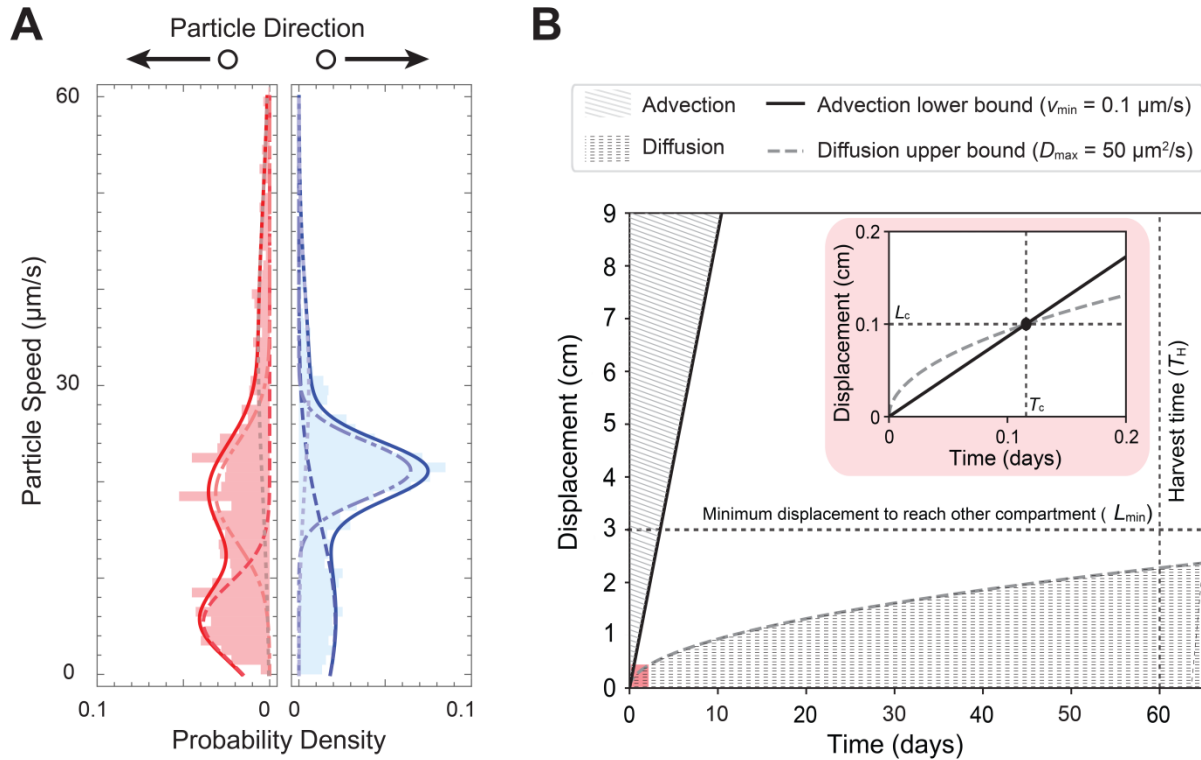 A
Particle Direction
60
30
0
Particle Speed (µm/s)
0.1
0
0
0.1
Probability Density
B
Advection
Advection lower bound (vmin = 0.1 µm/s)
Diffusion
Diffusion upper bound (Dmax = 50 µm²/s)
9
8
7
6
5
4
3
2
1
0
Displacement (cm)
0.2
0.1
0
Displacement (cm)
Lc
Tc
0
0.1
0.2
Time (days)
Harvest time (TH)
Minimum displacement to reach other compartment ( Lmin)
0
10
20
30
40
50
60
Time (days)